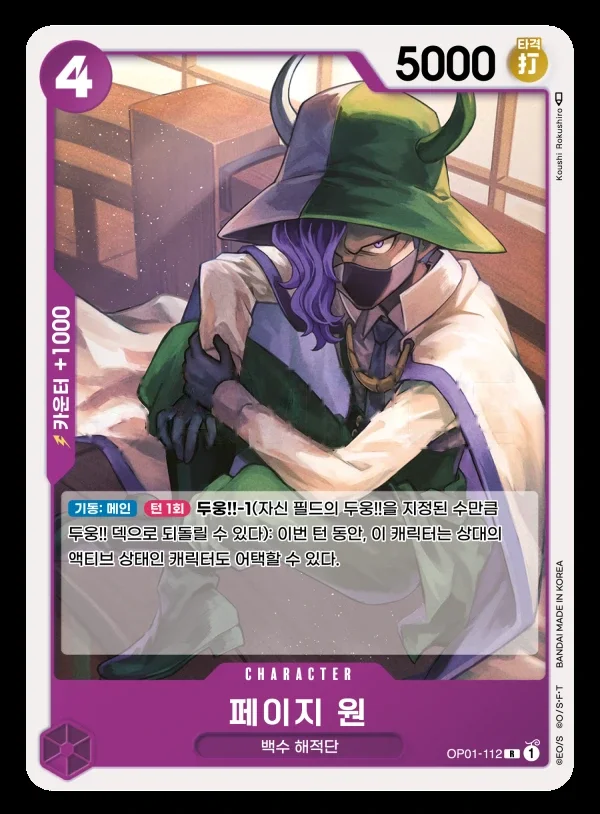 4
5000
타격
打
Koushi Rokushiro
카운터 +1000
기동: 메인 턴 1회 두웅!!-1(자신 필드의 두웅!!을 지정된 수만큼
두웅!! 덱으로 되돌릴 수 있다): 이번 턴 동안, 이 캐릭터는 상대의
액티브 상태인 캐릭터도 어택할 수 있다.
CHARACTER
페이지 원
백수 해적단
OP01-112 R 1
©EO/S ©O/S·F·T BANDAI MADE IN KOREA